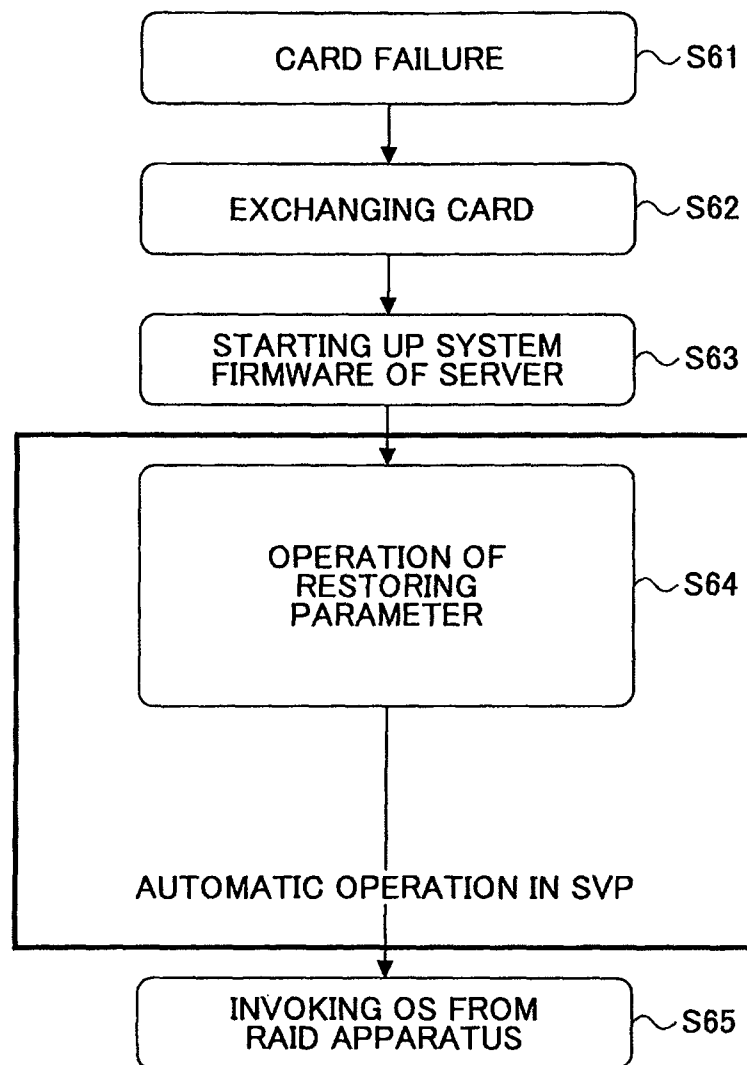 CARD FAILURE
S61
EXCHANGING CARD
S62
STARTING UP SYSTEM
FIRMWARE OF SERVER
S63
OPERATION OF
RESTORING
PARAMETER
S64
AUTOMATIC OPERATION IN SVP
INVOKING OS FROM
RAID APPARATUS
S65